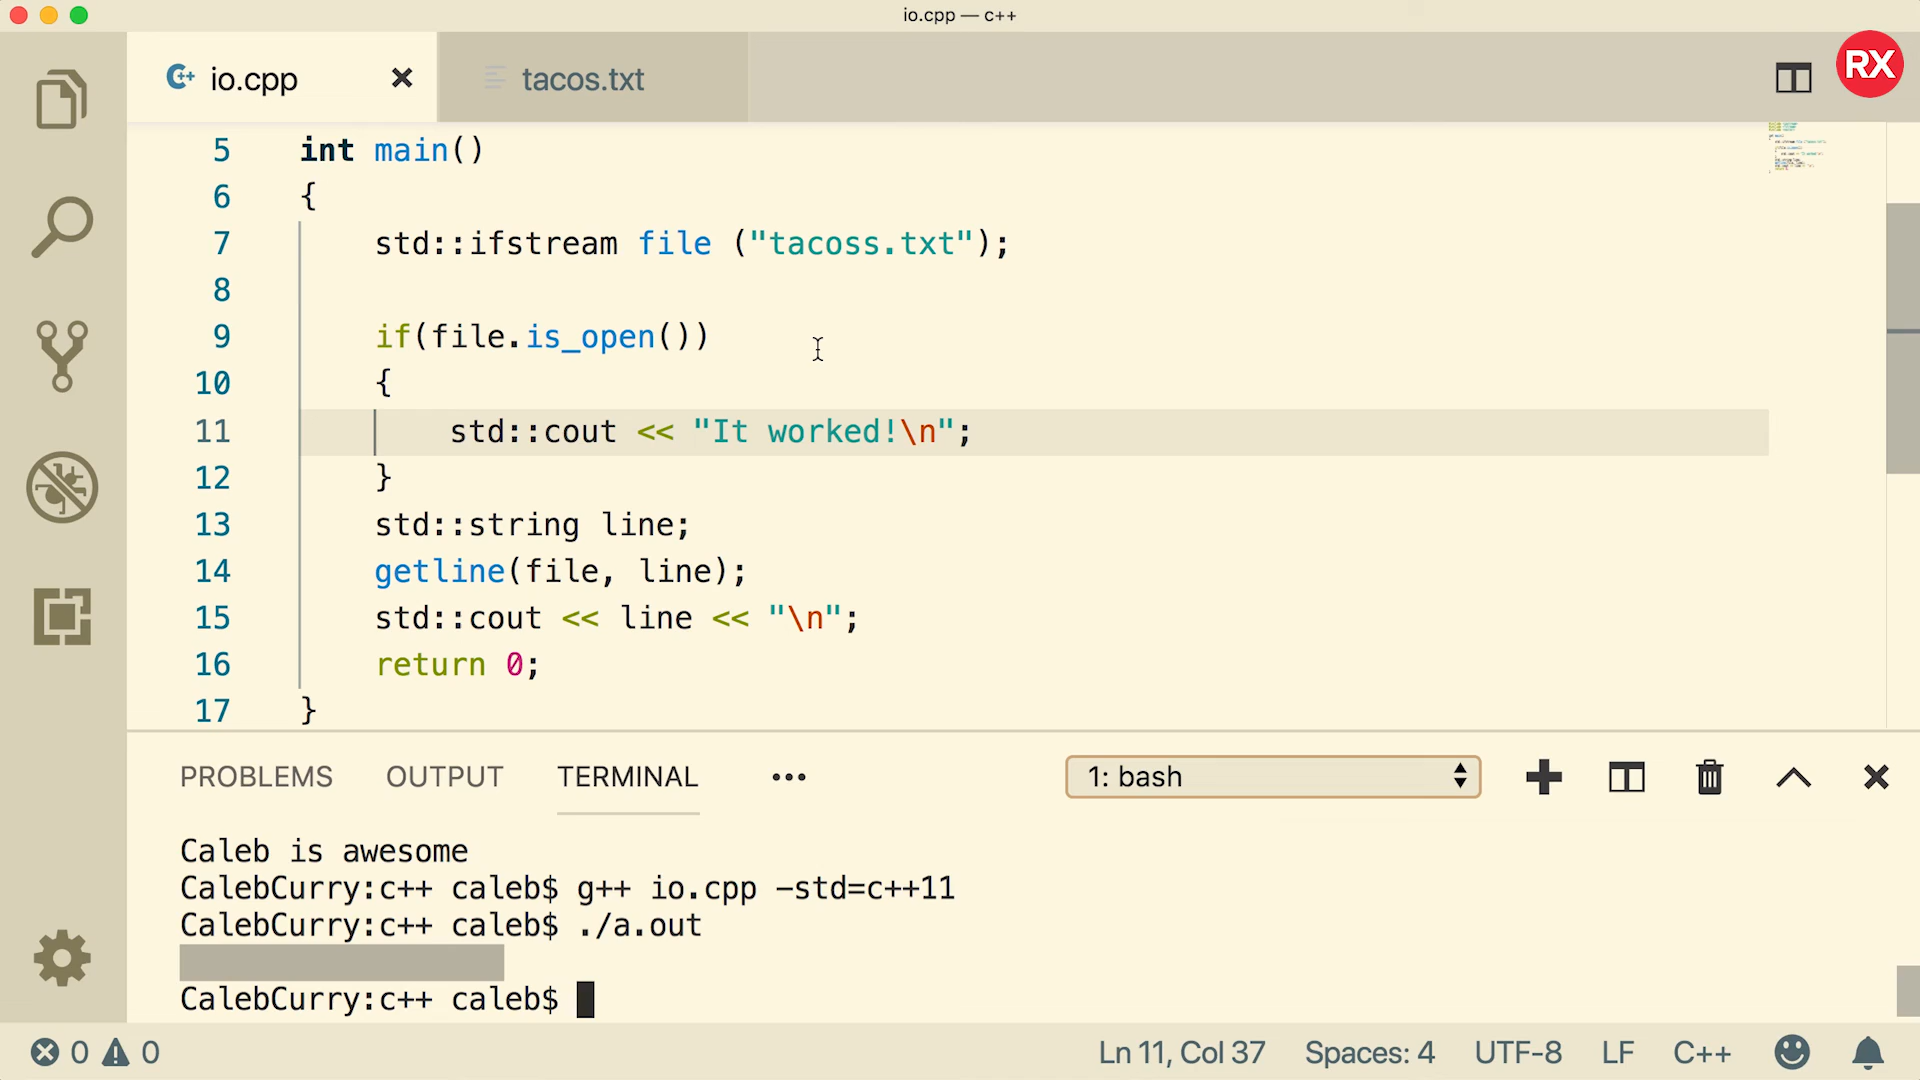 io.cpp — c++
io.cpp
tacos.txt
RX
5 int main()
6 {
7 std::ifstream file ("tacoss.txt");
8
9 if(file.is_open())
10 {
11 std::cout << "It worked!\n";
12 }
13 std::string line;
14 getline(file, line);
15 std::cout << line << "\n";
16 return 0;
17 }
PROBLEMS OUTPUT TERMINAL ••• 1: bash
Caleb is awesome
CalebCurry:c++ caleb$ g++ io.cpp -std=c++11
CalebCurry:c++ caleb$ ./a.out
CalebCurry:c++ caleb$
0 0 Ln 11, Col 37 Spaces: 4 UTF-8 LF C++